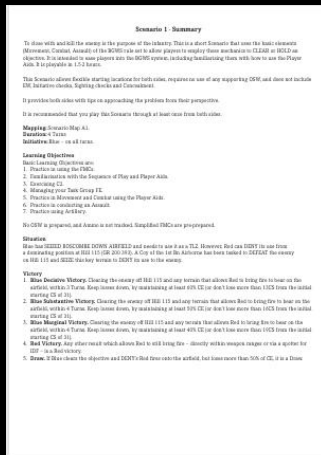 Scenario 1 - Summary
To close with and kill the enemy is the purpose of the infantry. This is a short Scenario that uses the basic elements
(Movement, Combat, Assault) of the BGWS rule set to allow players to employ these mechanics to CLEAR or HOLD an
objective. It is intended to ease players into the BGWS system, including familiarising them with how to use the Player
Aids. It is playable in 1.5-2 hours.
This Scenario allows flexible starting locations for both sides, requires no use of any supporting OSW, and does not include
EW, Initiative checks, Sighting checks and Concealment.
It provides both sides with tips on approaching the problem from their perspective.
It is recommended that you play this Scenario through at least once from both sides.
Mapping: Scenario Map A1.
Duration: 4 Turns
Initiative: Blue - on all turns.
Learning Objectives
Basic Learning Objectives are:
1. Practice in using the FMCs.
2. Familiarisation with the Sequence of Play and Player Aids.
3. Exercising C2.
4. Managing your Task Group FE.
5. Practice in Movement and Combat using the Player Aids.
6. Practice in conducting an Assault.
7. Practice using Artillery.
No OSW is prepared, and Ammo is not tracked. Simplified FMCs are pre-prepared.
Situation
Blue has SEIZED BOSCOMBE DOWN AIRFIELD and needs to use it as a TLZ. However, Red can DENY its use from
a dominating position at Hill 115 (GR 200 393). A Coy of the 1st Bn Airborne has been tasked to DEFEAT the enemy
on Hill 115 and SEIZE this key terrain to DENY its use to the enemy.
Victory
1. Blue Decisive Victory. Clearing the enemy off Hill 115 and any terrain that allows Red to bring fire to bear on the
airfield, within 3 Turns. Keep losses down, by maintaining at least 60% CE (or don't lose more than 12CS from the initial
starting CS of 31).
2. Blue Substantive Victory. Clearing the enemy off Hill 115 and any terrain that allows Red to bring fire to bear on the
airfield, within 4 Turns. Keep losses down, by maintaining at least 50% CE (or don't lose more than 16CS from the initial
starting CS of 31).
3. Blue Marginal Victory. Clearing the enemy off Hill 115 and any terrain that allows Red to bring fire to bear on the
airfield, within 4 Turns. Keep losses down, by maintaining at least 50% CE (or don't lose more than 16CS from the initial
starting CS of 31).
4. Red Victory. Any other result which allows Red to still bring fire - directly within weapon ranges or via a spotter for
IDF - is a Red victory.
5. Draw. If Blue clears the objective and DENY's Red fires onto the airfield, but loses more than 50% of CE, it is a Draw.